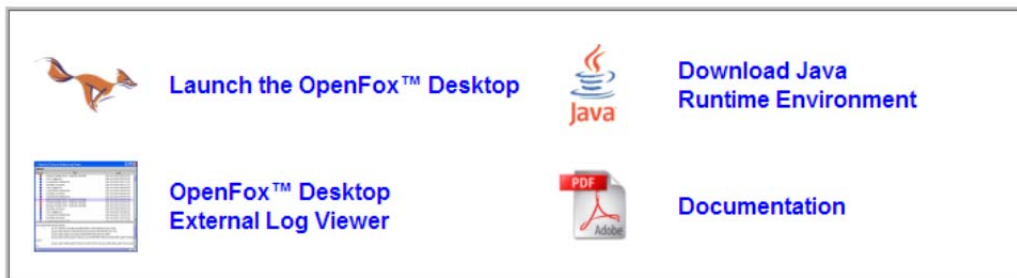 Launch the OpenFox™ Desktop
Java
Download Java
Runtime Environment
OpenFox™ Desktop
External Log Viewer
PDF
Adobe
Documentation